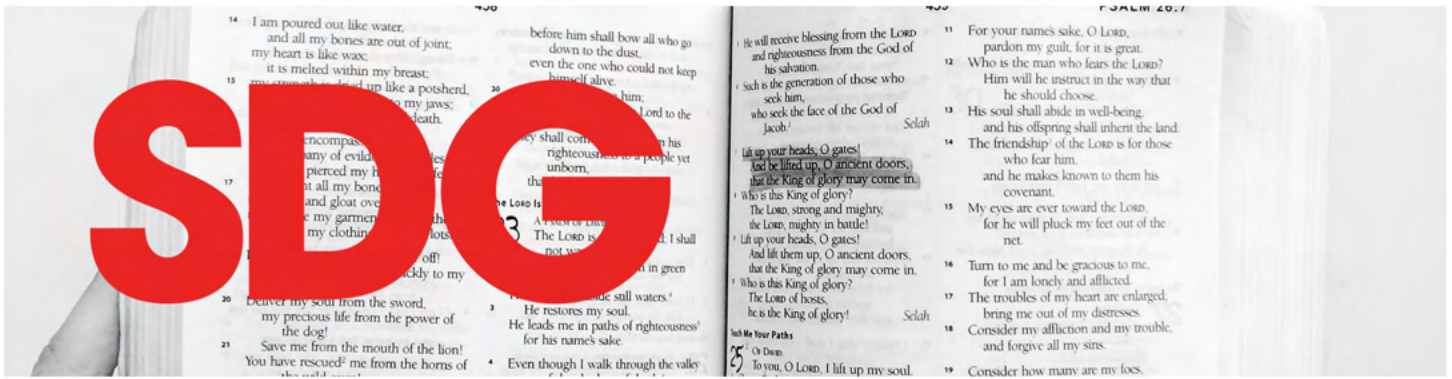 438
439
PSALM 26:7
SDG
14 I am poured out like water,
and all my bones are out of joint;
my heart is like wax;
it is melted within my breast;
15 my strength is dried up like a potsherd,
to my jaws;
death.
encompass
pierced my
17
all my bone
and gloat
my
my
off!
to my
20 Deliver my soul from the sword,
my precious life from the power of
the dog!
21 Save me from the mouth of the lion!
You have rescued² me from the horns of
before him shall bow all who go
down to the dust,
even the one who could not keep
himself alive.
30 him;
Lord to the
shall his
righteousness to a people yet
unborn,
The LORD Is
The LORD is I shall
not
in green
still waters.⁴
3 He restores my soul.
He leads me in paths of righteousness⁵
for his name's sake.
4 Even though I walk through the valley
He will receive blessing from the LORD
and righteousness from the God of
his salvation.
Such is the generation of those who
seek him,
who seek the face of the God of
Jacob. Selah
Lift up your heads, O gates!
And be lifted up, O ancient doors,
that the King of glory may come in.
Who is this King of glory?
The LORD, strong and mighty,
the LORD, mighty in battle!
Lift up your heads, O gates!
And lift them up, O ancient doors,
that the King of glory may come in.
Who is this King of glory?
The LORD of hosts,
he is the King of glory! Selah
Teach Me Your Paths
25 OF DAVID.
To you, O LORD, I lift up my soul.
11 For your name's sake, O LORD,
pardon my guilt, for it is great.
12 Who is the man who fears the LORD?
Him will he instruct in the way that
he should choose.
13 His soul shall abide in well-being,
and his offspring shall inherit the land.
14 The friendship¹ of the LORD is for those
who fear him,
and he makes known to them his
covenant.
15 My eyes are ever toward the LORD,
for he will pluck my feet out of the
net.
16 Turn to me and be gracious to me,
for I am lonely and afflicted.
17 The troubles of my heart are enlarged;
bring me out of my distresses.
18 Consider my affliction and my trouble,
and forgive all my sins.
19 Consider how many are my foes,